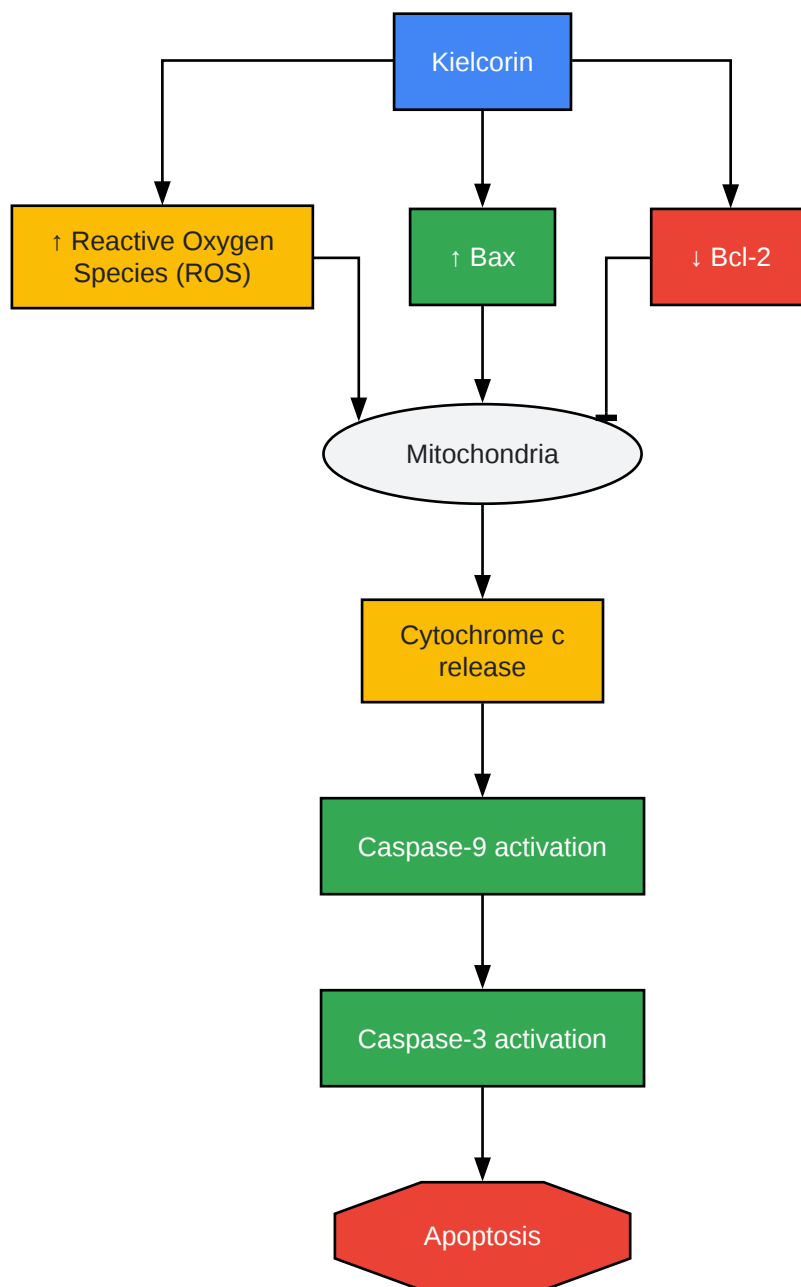 Kielcorin
↑ Reactive Oxygen
Species (ROS)
↑ Bax
↓ Bcl-2
Mitochondria
Cytochrome c
release
Caspase-9 activation
Caspase-3 activation
Apoptosis